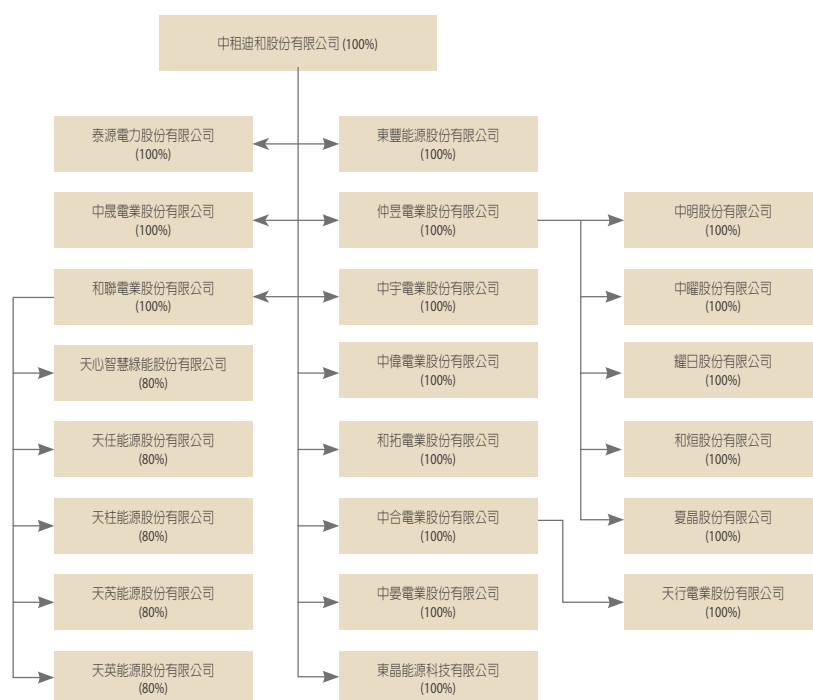 中租迪和股份有限公司 (100%)
泰源電力股份有限公司
(100%)
東豐能源股份有限公司
(100%)
中晟電業股份有限公司
(100%)
仲昱電業股份有限公司
(100%)
中明股份有限公司
(100%)
和聯電業股份有限公司
(100%)
中宇電業股份有限公司
(100%)
中曜股份有限公司
(100%)
天心智慧綠能股份有限公司
(80%)
中偉電業股份有限公司
(100%)
耀日股份有限公司
(100%)
天任能源股份有限公司
(80%)
和拓電業股份有限公司
(100%)
和烜股份有限公司
(100%)
天柱能源股份有限公司
(80%)
中合電業股份有限公司
(100%)
夏晶股份有限公司
(100%)
天芮能源股份有限公司
(80%)
中晏電業股份有限公司
(100%)
天行電業股份有限公司
(100%)
天英能源股份有限公司
(80%)
東晶能源科技有限公司
(100%)